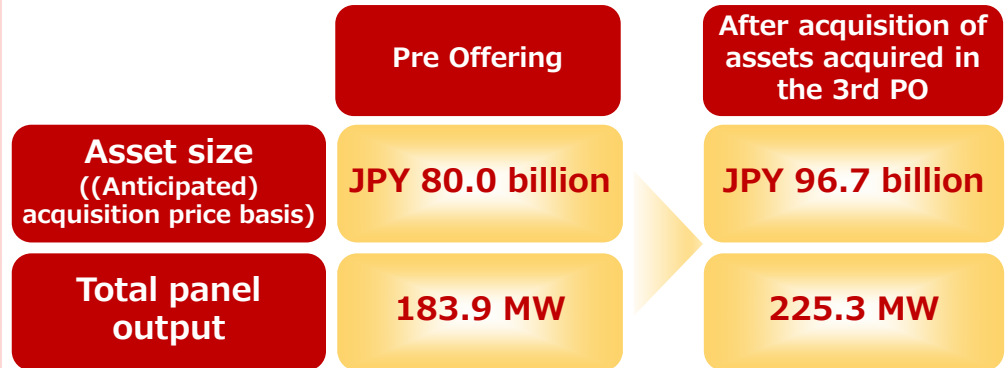 Pre Offering
After acquisition of
assets acquired in
the 3rd PO
Asset size
((Anticipated)
acquisition price basis)
JPY 80.0 billion
JPY 96.7 billion
Total panel
output
183.9 MW
225.3 MW